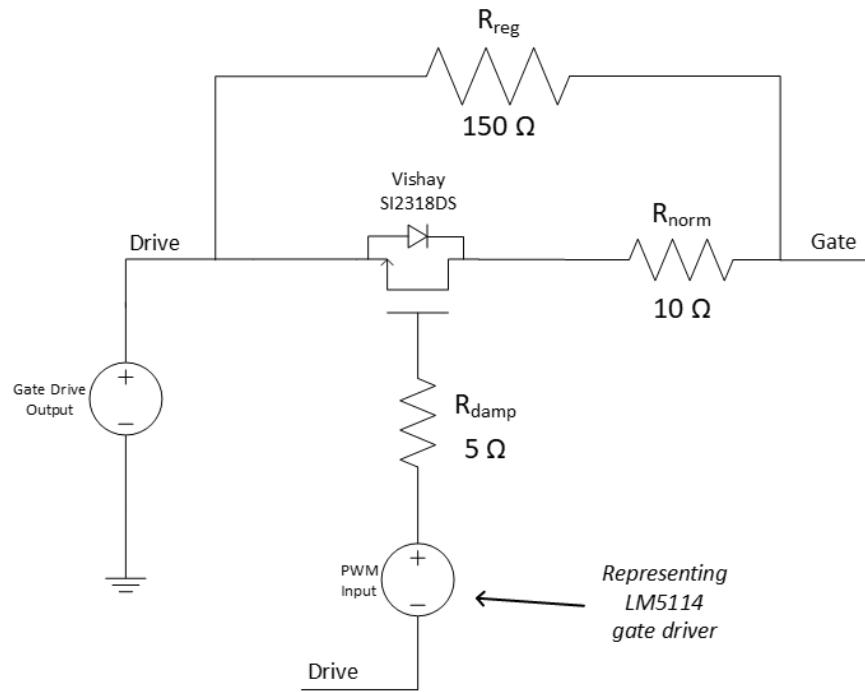 R_reg
150 Ω
Vishay
SI2318DS
R_norm
Drive
Gate
10 Ω
Gate Drive
Output
+
−
R_damp
5 Ω
PWM
Input
+
−
Representing
LM5114
gate driver
Drive